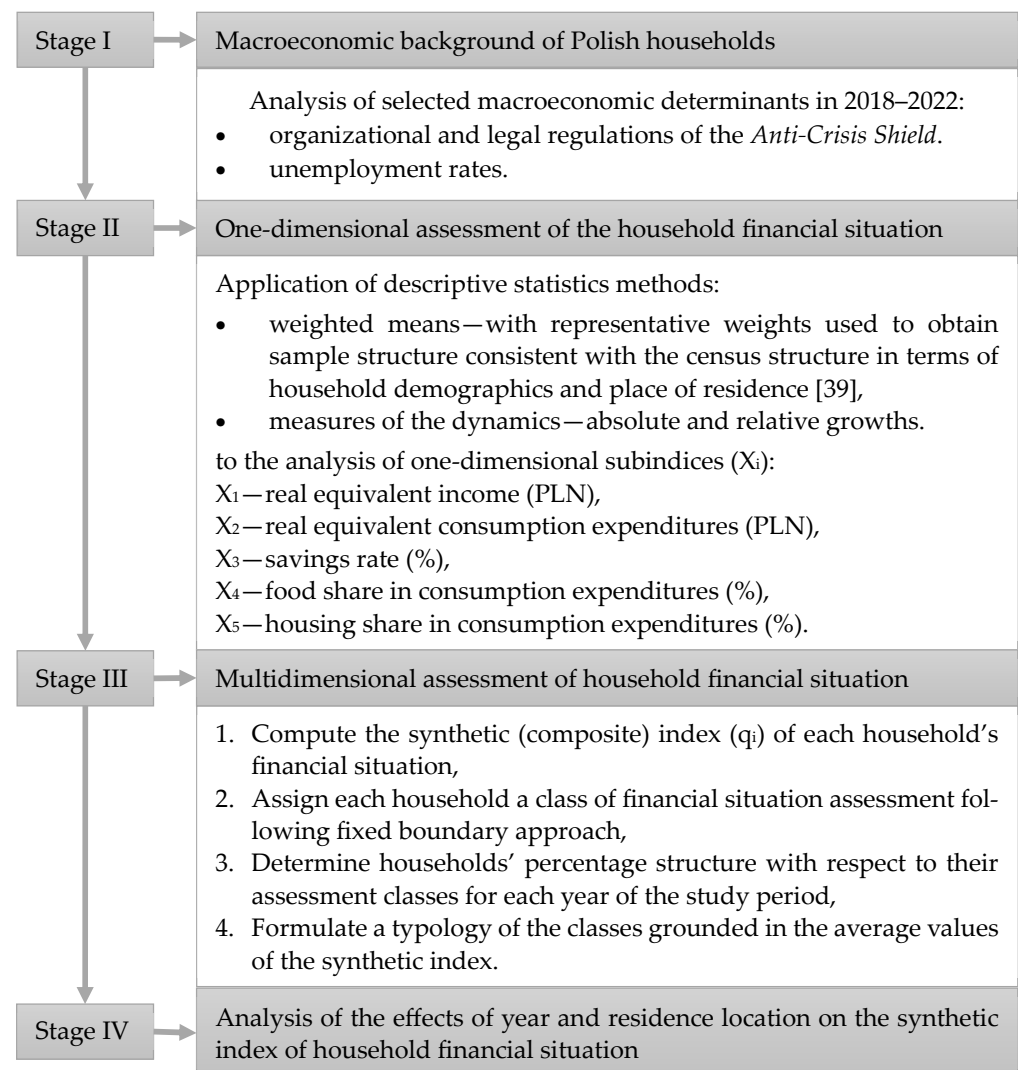 Stage I
Macroeconomic background of Polish households
Analysis of selected macroeconomic determinants in 2018–2022:
• organizational and legal regulations of the Anti-Crisis Shield.
• unemployment rates.
Stage II
One-dimensional assessment of the household financial situation
Application of descriptive statistics methods:
• weighted means—with representative weights used to obtain
sample structure consistent with the census structure in terms of
household demographics and place of residence [39],
• measures of the dynamics—absolute and relative growths.
to the analysis of one-dimensional subindices (Xi):
X1—real equivalent income (PLN),
X2—real equivalent consumption expenditures (PLN),
X3—savings rate (%),
X4—food share in consumption expenditures (%),
X5—housing share in consumption expenditures (%).
Stage III
Multidimensional assessment of household financial situation
1. Compute the synthetic (composite) index (qi) of each household's
financial situation,
2. Assign each household a class of financial situation assessment fol-
lowing fixed boundary approach,
3. Determine households' percentage structure with respect to their
assessment classes for each year of the study period,
4. Formulate a typology of the classes grounded in the average values
of the synthetic index.
Stage IV
Analysis of the effects of year and residence location on the synthetic
index of household financial situation